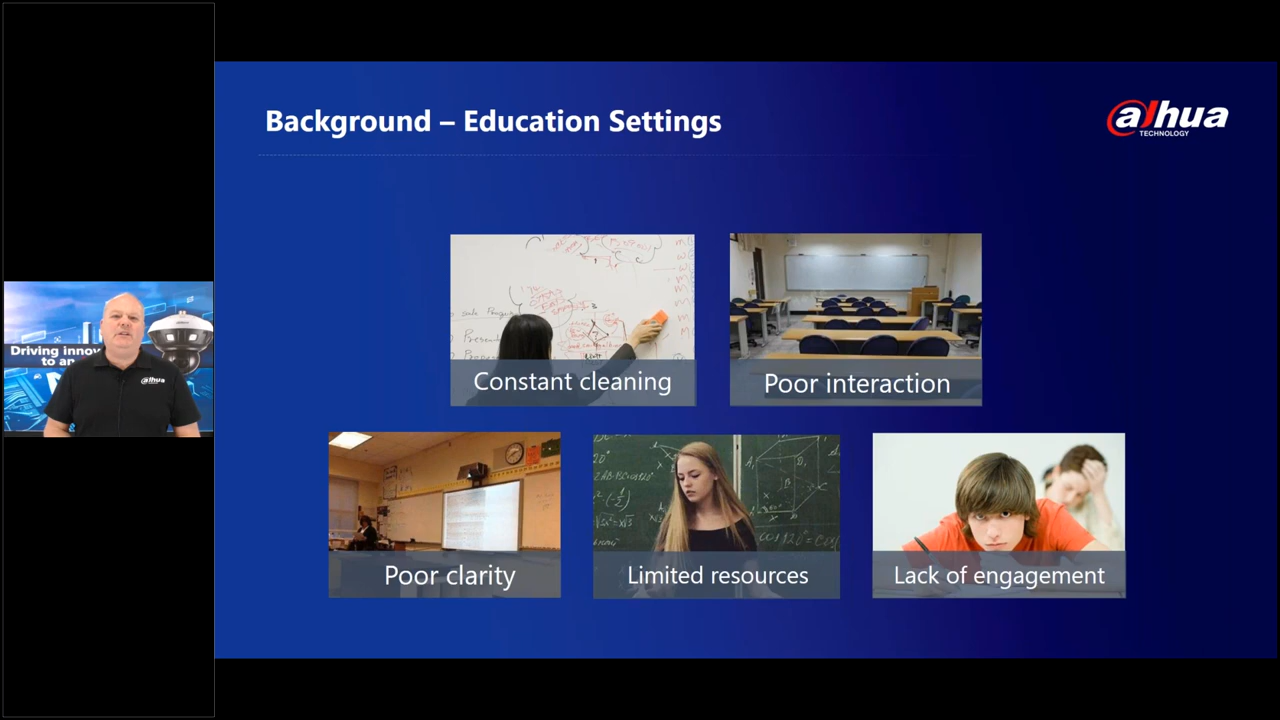 Background – Education Settings
alhua
TECHNOLOGY
Constant cleaning
Poor interaction
Driving innov
to an
alhua
Poor clarity
Limited resources
Lack of engagement